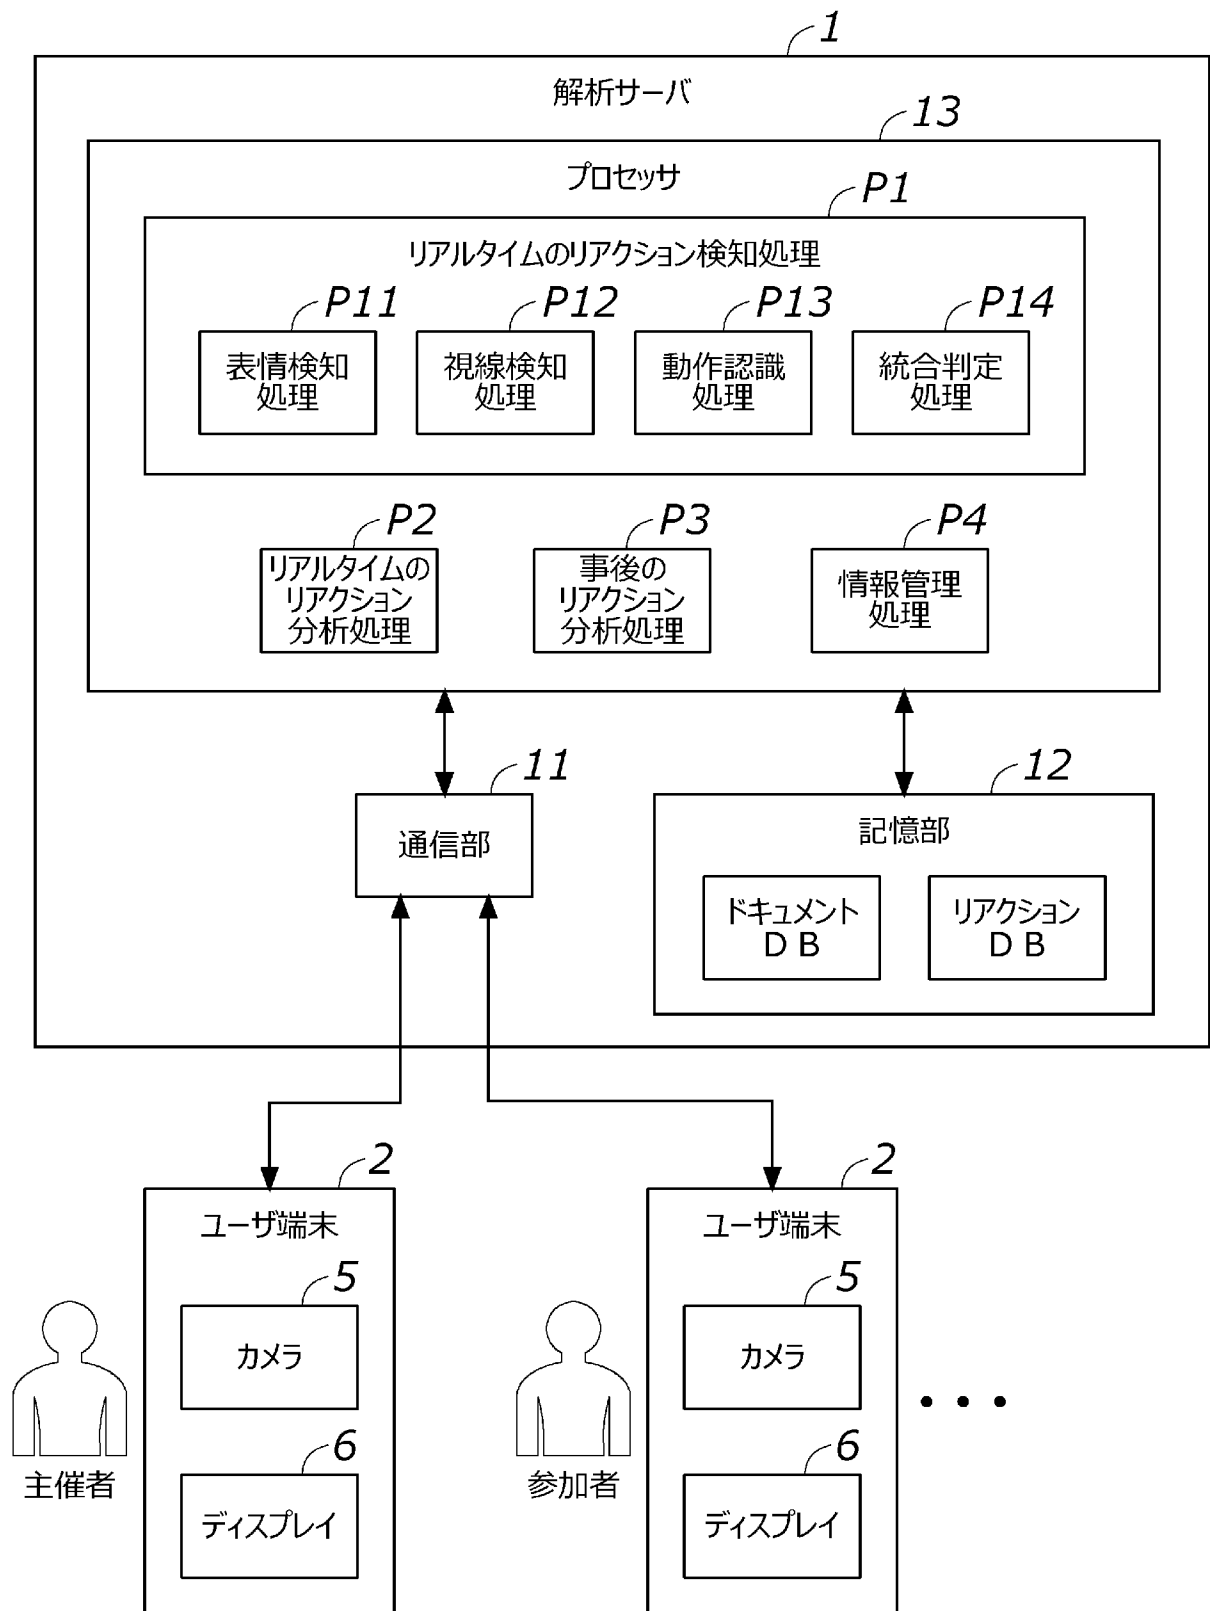 1
解析サーバ
13
プロセッサ
P1
リアルタイムのリアクション検知処理
P11
P12
P13
P14
表情検知
処理
視線検知
処理
動作認識
処理
統合判定
処理
P2
P3
P4
リアルタイムの
リアクション
分析処理
事後の
リアクション
分析処理
情報管理
処理
11
12
通信部
記憶部
ドキュメント
ＤＢ
リアクション
ＤＢ
2
2
ユーザ端末
ユーザ端末
5
5
カメラ
カメラ
主催者
参加者
6
6
ディスプレイ
ディスプレイ